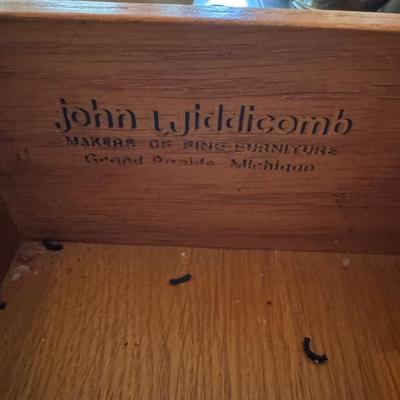 john widdicomb
MAKERS OF FINE FURNITURE
Grand Rapids, Michigan